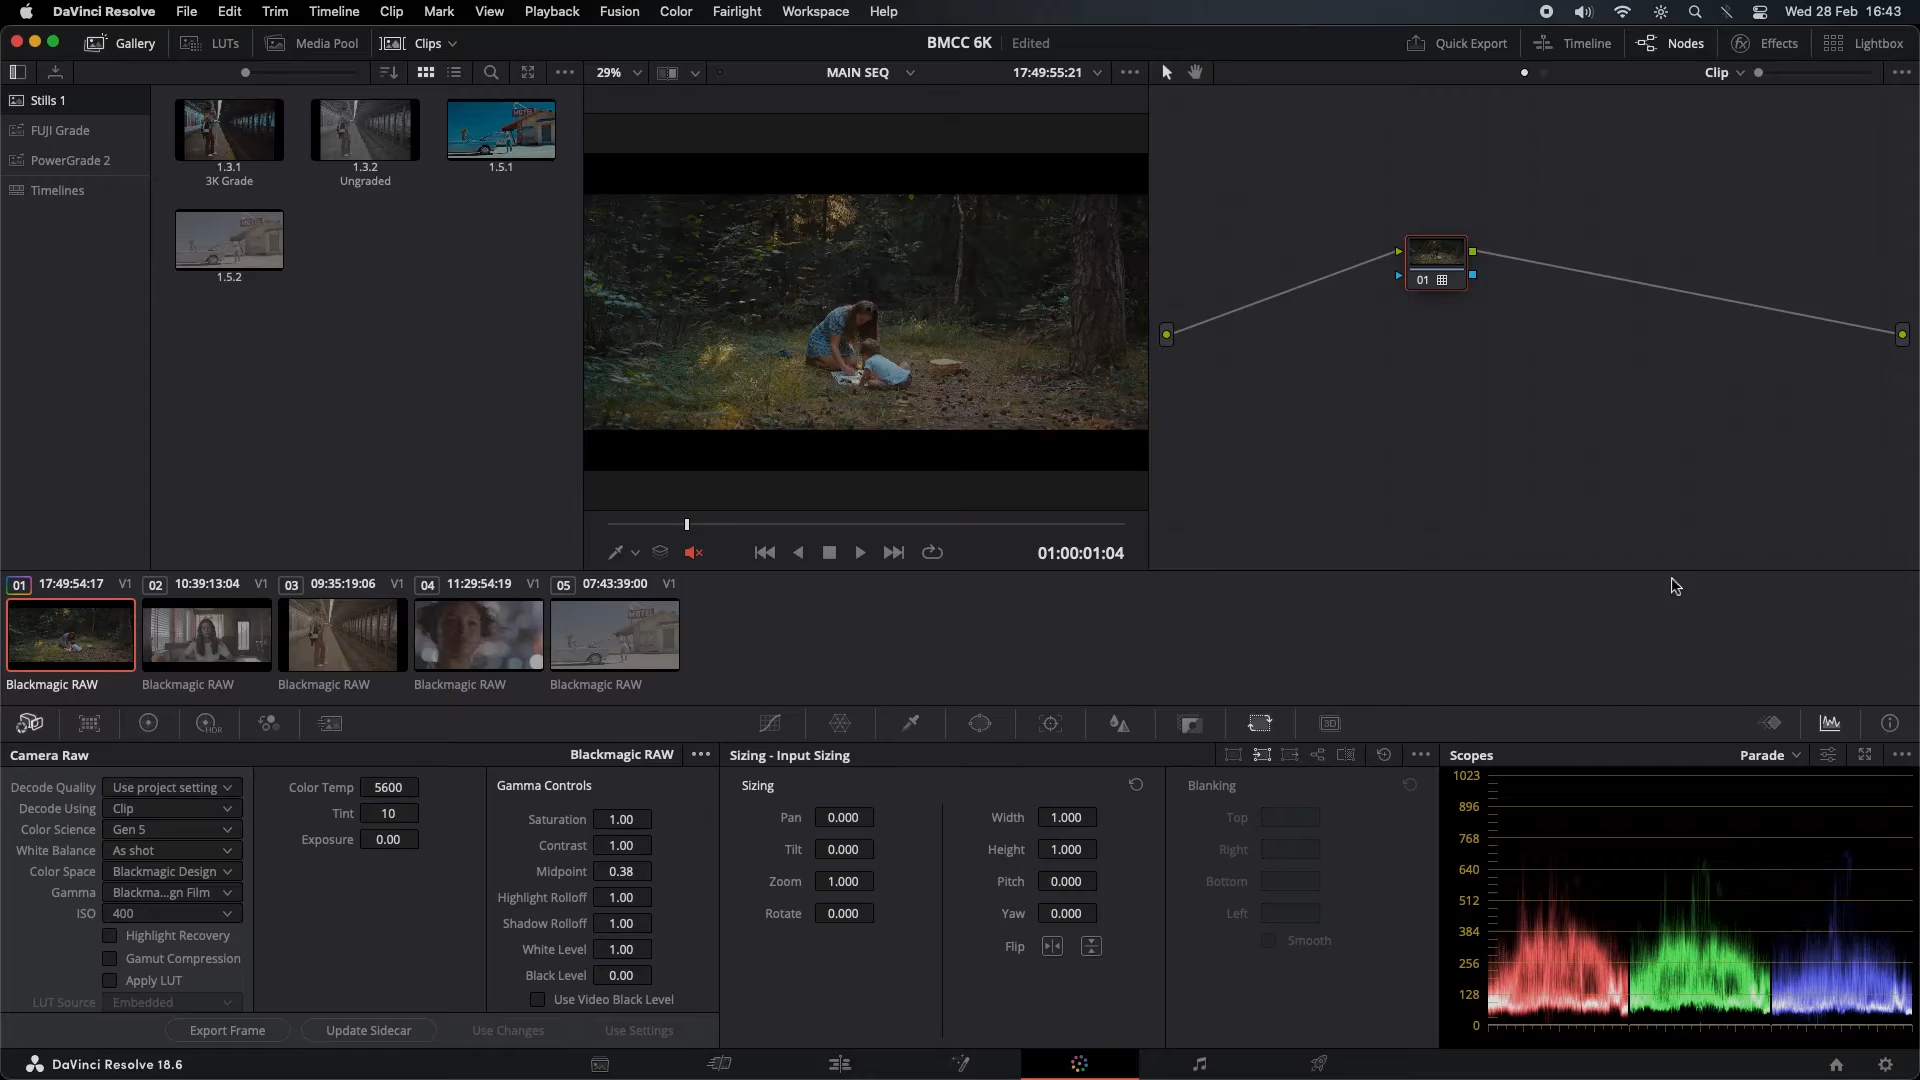 DaVinci Resolve File Edit Trim Timeline Clip Mark View Playback Fusion Color Fairlight Workspace Help Wed 28 Feb 16:43
Gallery LUTs Media Pool Clips BMCC 6K Edited Quick Export Timeline Nodes Effects Lightbox
29% MAIN SEQ 17:49:55:21 Clip
Stills 1
FUJI Grade
PowerGrade 2
Timelines
1.3.1 1.3.2 1.5.1
3K Grade Ungraded
1.5.2
01
01:00:01:04
01 17:49:54:17 V1 02 10:39:13:04 V1 03 09:35:19:06 V1 04 11:29:54:19 V1 05 07:43:39:00 V1
Blackmagic RAW Blackmagic RAW Blackmagic RAW Blackmagic RAW Blackmagic RAW
HDR 3D
Camera Raw Blackmagic RAW Sizing - Input Sizing Scopes Parade
Decode Quality Use project setting
Decode Using Clip
Color Science Gen 5
White Balance As shot
Color Space Blackmagic Design
Gamma Blackma...gn Film
ISO 400
Highlight Recovery
Gamut Compression
Apply LUT
LUT Source Embedded
Color Temp 5600
Tint 10
Exposure 0.00
Gamma Controls
Saturation 1.00
Contrast 1.00
Midpoint 0.38
Highlight Rolloff 1.00
Shadow Rolloff 1.00
White Level 1.00
Black Level 0.00
Use Video Black Level
Export Frame Update Sidecar Use Changes Use Settings
Sizing
Pan 0.000 Width 1.000
Tilt 0.000 Height 1.000
Zoom 1.000 Pitch 0.000
Rotate 0.000 Yaw 0.000
Flip
Blanking
Top
Right
Bottom
Left
Smooth
1023
896
768
640
512
384
256
128
0
DaVinci Resolve 18.6